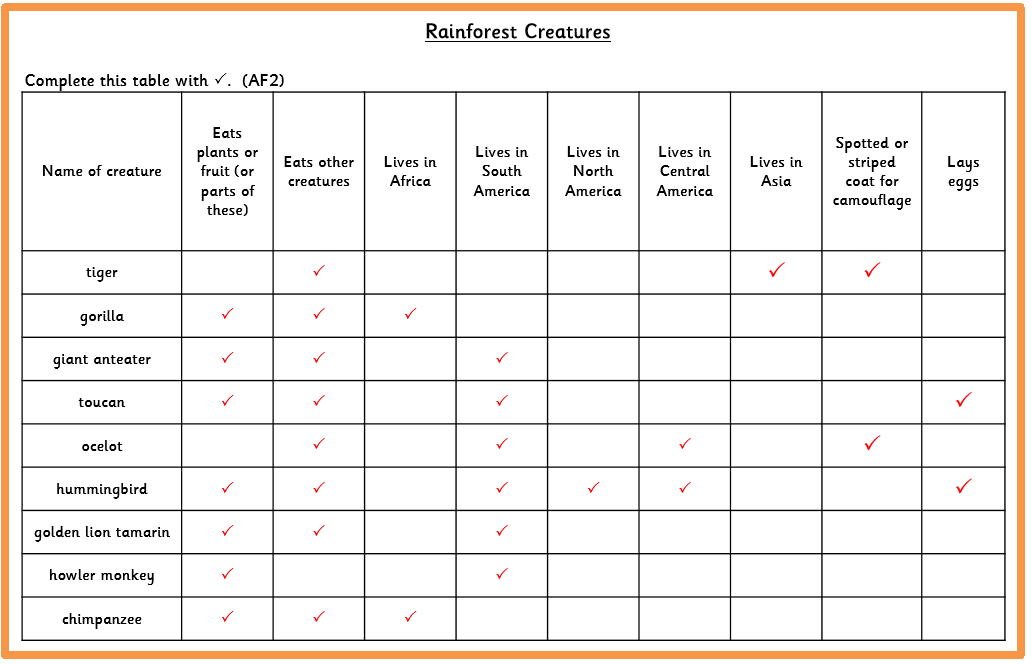 Rainforest Creatures
Complete this table with ✓. (AF2)
Name of creature
Eats
plants or
fruit (or
parts of
these)
Eats other
creatures
Lives in
Africa
Lives in
South
America
Lives in
North
America
Lives in
Central
America
Lives in
Asia
Spotted or
striped
coat for
camouflage
Lays
eggs
tiger ✓ ✓ ✓
gorilla ✓ ✓ ✓
giant anteater ✓ ✓ ✓
toucan ✓ ✓ ✓ ✓
ocelot ✓ ✓ ✓ ✓
hummingbird ✓ ✓ ✓ ✓ ✓ ✓
golden lion tamarin ✓ ✓ ✓
howler monkey ✓ ✓
chimpanzee ✓ ✓ ✓